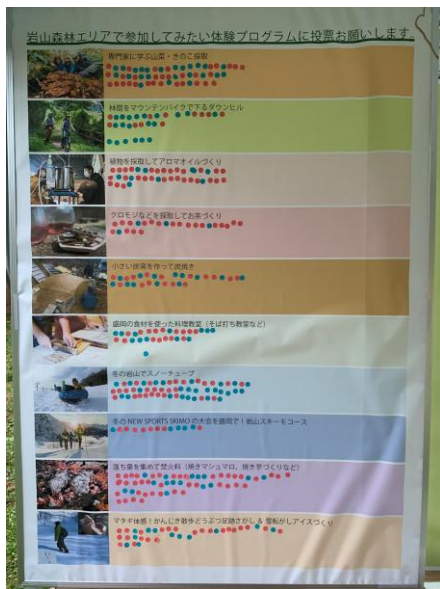 岩山森林エリアで参加してみたい体験プログラムに投票お願いします。
専門家に学ぶ山菜・きのこ採取
林間をマウンテンバイクで下るダウンヒル
植物を採取してアロマオイルづくり
クロモジなどを採取してお茶づくり
小さい炭窯を作って炭焼き
盛岡の食材を使った料理教室（そば打ち教室など）
冬の岩山でスノーチューブ
冬の NEW SPORTS SKIMO の大会を盛岡で！岩山スキーモコース
落ち葉を集めて焚火料（焼きマシュマロ、焼き芋づくりなど）
マタギ体感！かんじき散歩どうぶつ足跡さがし & 雪転がしアイスづくり